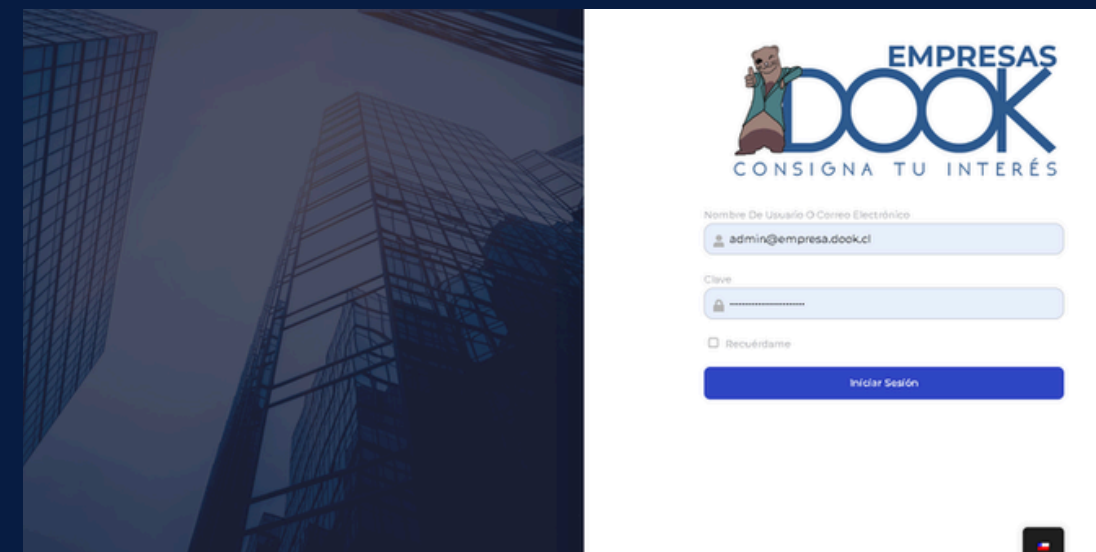 EMPRESAS
DOOK
CONSIGNA TU INTERÉS
Nombre De Usuario O Correo Electrónico
admin@empresa.dook.cl
Clave
Recuérdame
Iniciar Sesión